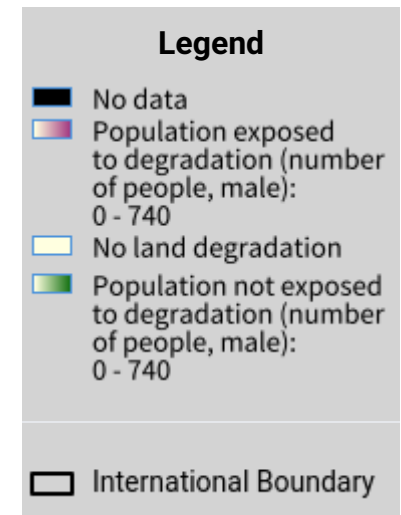 Legend
No data
Population exposed
to degradation (number
of people, male):
0 - 740
No land degradation
Population not exposed
to degradation (number
of people, male):
0 - 740
International Boundary